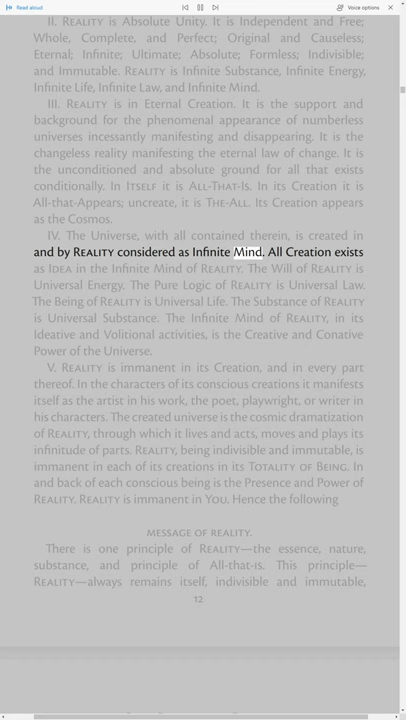 Read aloud
Voice options
II. REALITY is Absolute Unity. It is Independent and Free;
Whole, Complete, and Perfect; Original and Causeless;
Eternal; Infinite; Ultimate; Absolute; Formless; Indivisible;
and Immutable. REALITY is Infinite Substance, Infinite Energy,
Infinite Life, Infinite Law, and Infinite Mind.
III. REALITY is in Eternal Creation. It is the support and
background for the phenomenal appearance of numberless
universes incessantly manifesting and disappearing. It is the
changeless reality manifesting the eternal law of change. It is
the unconditioned and absolute ground for all that exists
conditionally. In ITSELF it is ALL-THAT-IS. In its Creation it is
All-that-Appears; uncreate, it is THE-ALL. Its Creation appears
as the Cosmos.
IV. The Universe, with all contained therein, is created in
and by REALITY considered as Infinite Mind. All Creation exists
as IDEA in the Infinite Mind of REALITY. The Will of REALITY is
Universal Energy. The Pure Logic of REALITY is Universal Law.
The Being of REALITY is Universal Life. The Substance of REALITY
is Universal Substance. The Infinite Mind of REALITY, in its
Ideative and Volitional activities, is the Creative and Conative
Power of the Universe.
V. REALITY is immanent in its Creation, and in every part
thereof. In the characters of its conscious creations it manifests
itself as the artist in his work, the poet, playwright, or writer in
his characters. The created universe is the cosmic dramatization
of REALITY, through which it lives and acts, moves and plays its
infinitude of parts. REALITY, being indivisible and immutable, is
immanent in each of its creations in its TOTALITY OF BEING. In
and back of each conscious being is the Presence and Power of
REALITY. REALITY is immanent in YOU. Hence the following
MESSAGE OF REALITY.
There is one principle of REALITY—the essence, nature,
substance, and principle of All-that-IS. This principle—
REALITY—always remains itself, indivisible and immutable,
12